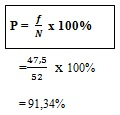 P = f/N x 100%
= 47,5/52 x 100%
= 91,34%